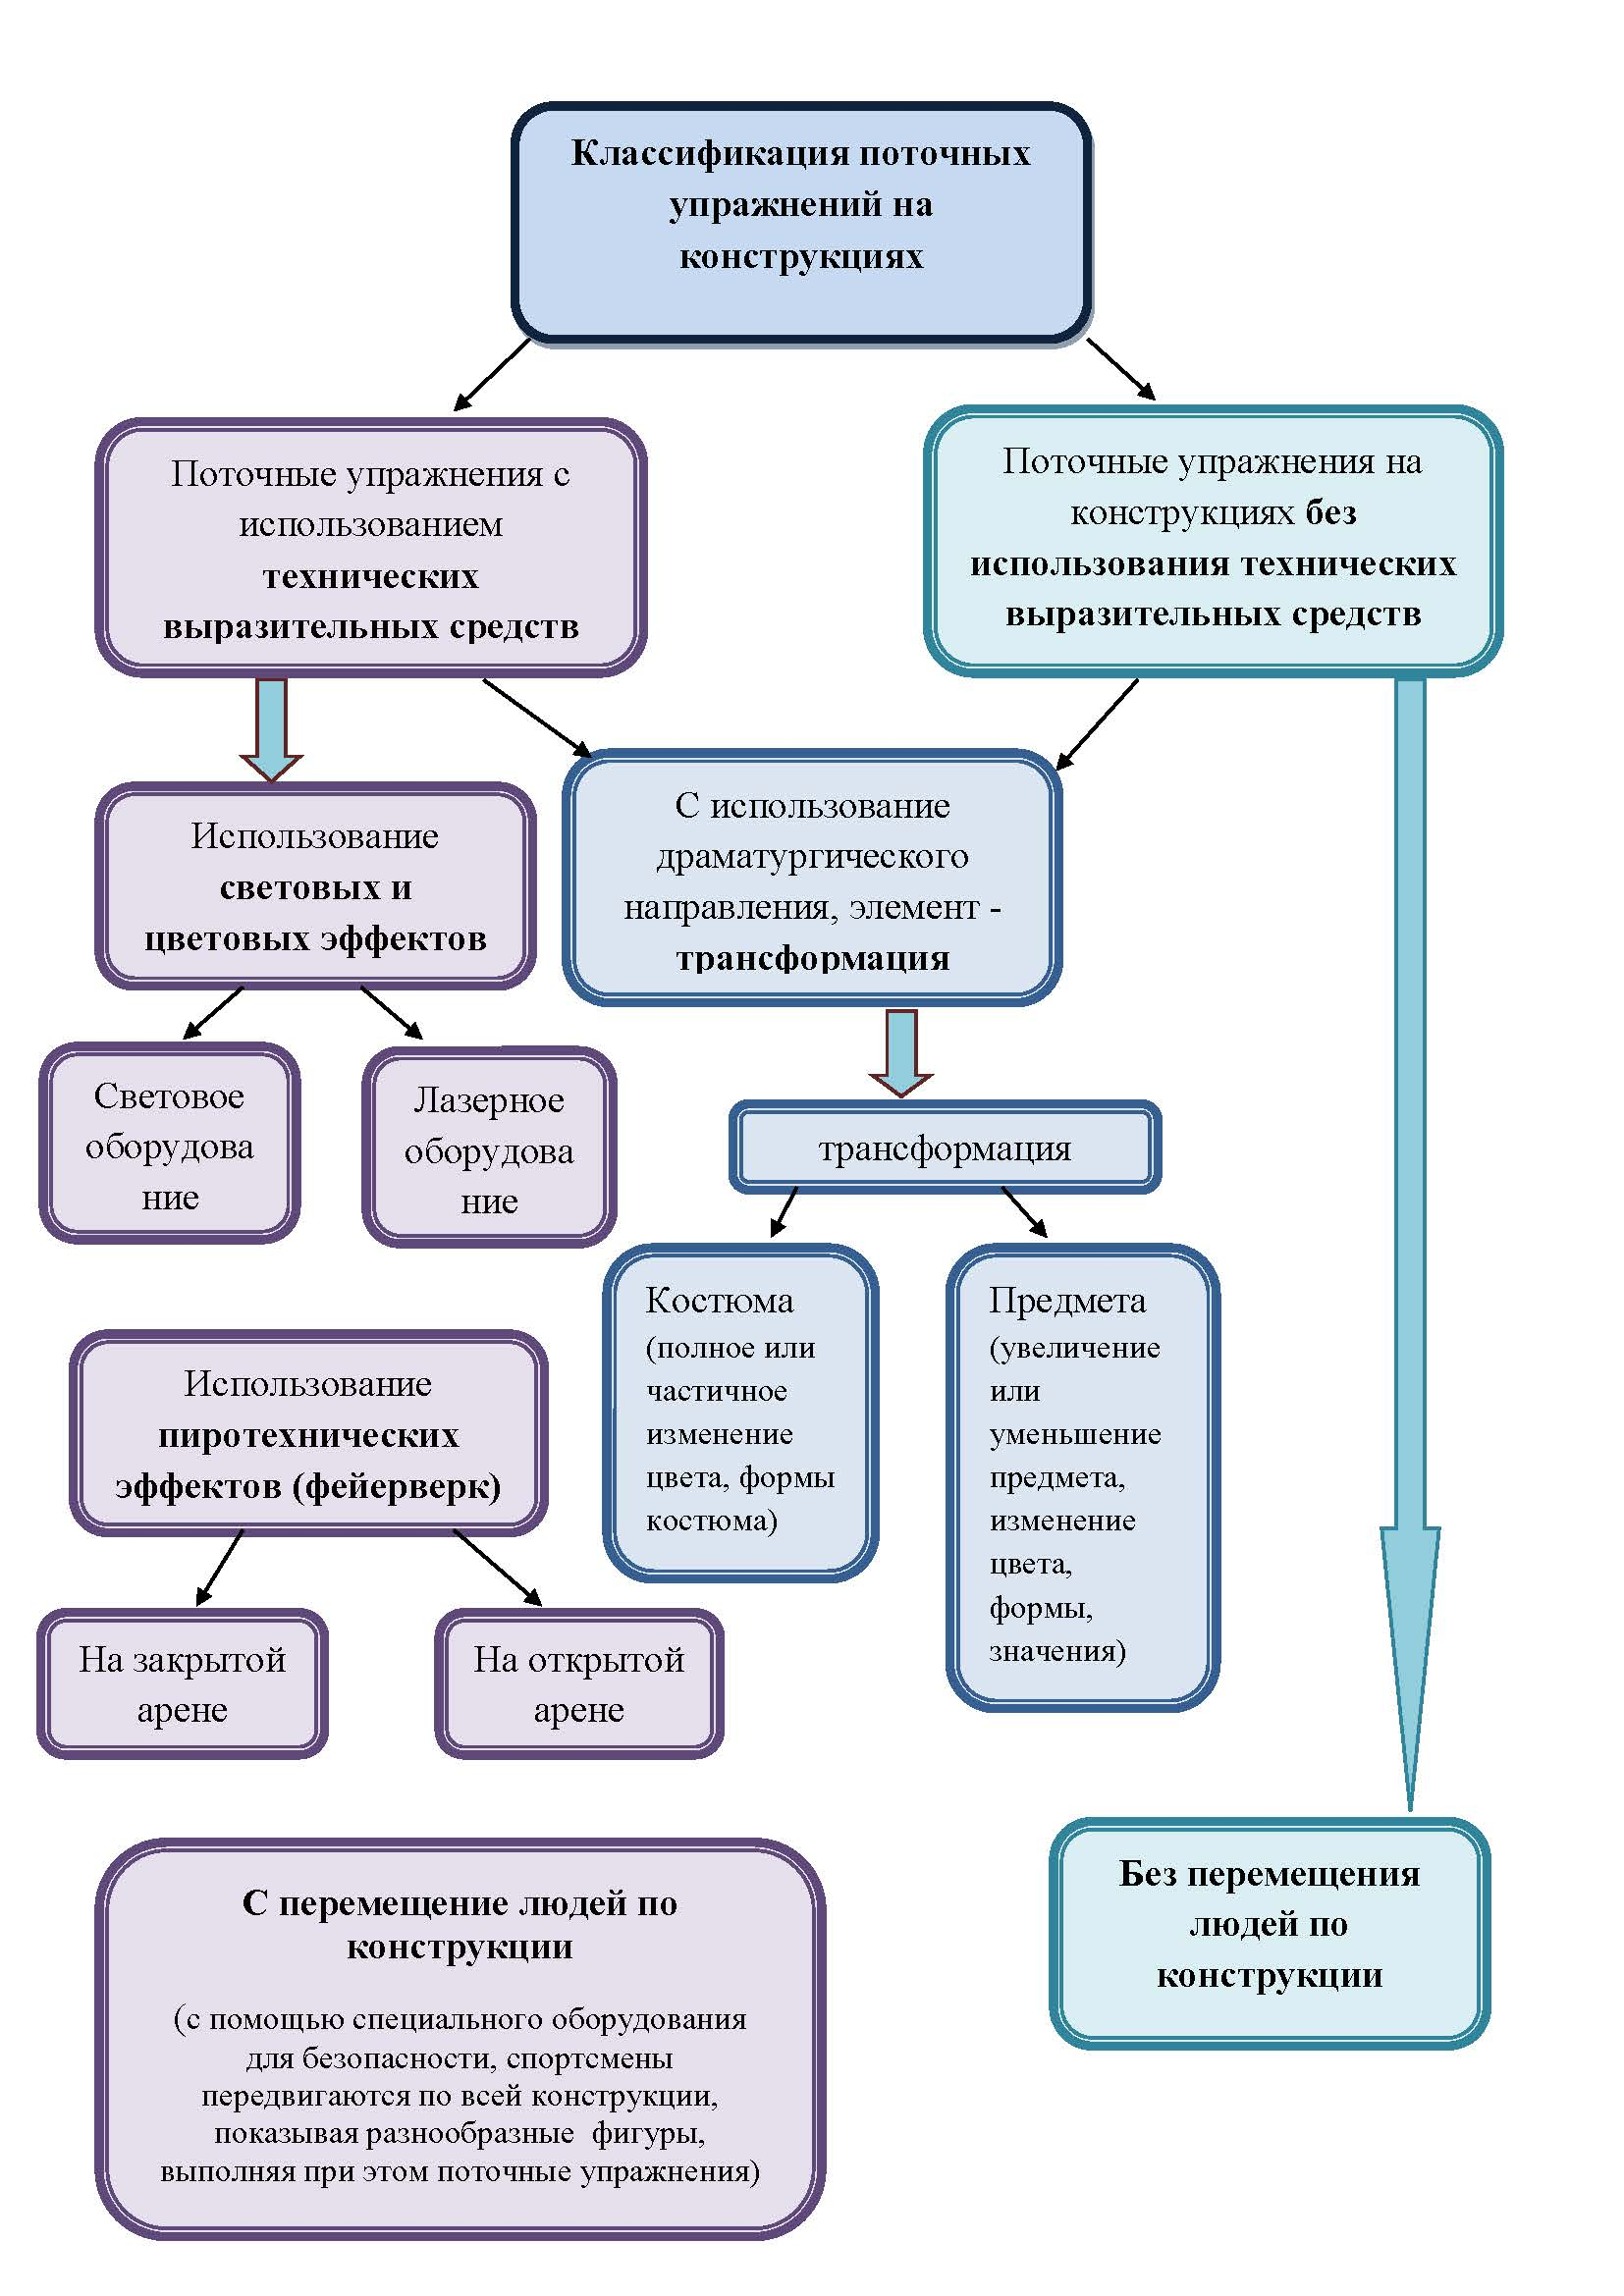 Классификация поточных
упражнений на
конструкциях
Поточные упражнения с
использованием
технических
выразительных средств
Поточные упражнения на
конструкциях без
использования технических
выразительных средств
Использование
световых и
цветовых эффектов
С использование
драматургического
направления, элемент -
трансформация
Световое
оборудова
ние
Лазерное
оборудова
ние
трансформация
Костюма
(полное или
частичное
изменение
цвета, формы
костюма)
Предмета
(увеличение
или
уменьшение
предмета,
изменение
цвета,
формы,
значения)
Использование
пиротехнических
эффектов (фейерверк)
На закрытой
арене
На открытой
арене
С перемещение людей по
конструкции
(с помощью специального оборудования
для безопасности, спортсмены
передвигаются по всей конструкции,
показывая разнообразные  фигуры,
выполняя при этом поточные упражнения)
Без перемещения
людей по
конструкции